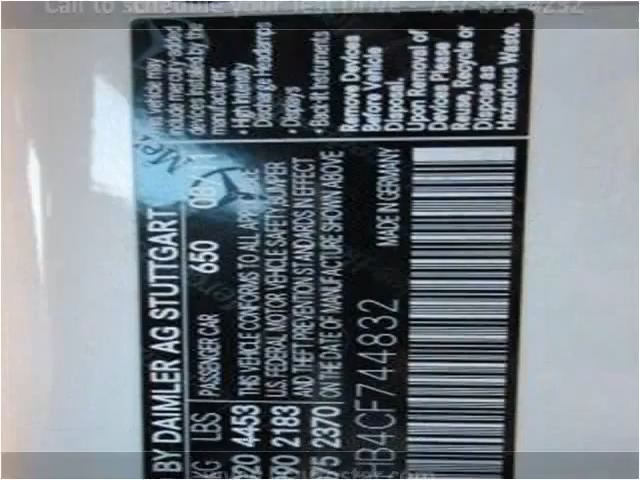 Call to schedule your Test Drive - 757-
BY DAIMLER AG STUTTGART
KG LBS PASSENGER CAR 650
920 4453 THIS VEHICLE CONFORMS TO ALL APPLICABLE
990 2183 U.S. FEDERAL MOTOR VEHICLE SAFETY, BUMPER
75 2370 AND THEFT PREVENTION STANDARDS IN EFFECT
ON THE DATE OF MANUFACTURE SHOWN ABOVE
MADE IN GERMANY
B4CF744832
vehicle may
include mercury-added
devices installed by the
manufacturer:
• High Intensity
Discharge Headlamps
• Displays
• Back-lit Instruments
Remove Devices
Before Vehicle
Disposal.
Upon Removal of
Devices Please
Reuse, Recycle or
Dispose as
Hazardous Waste.